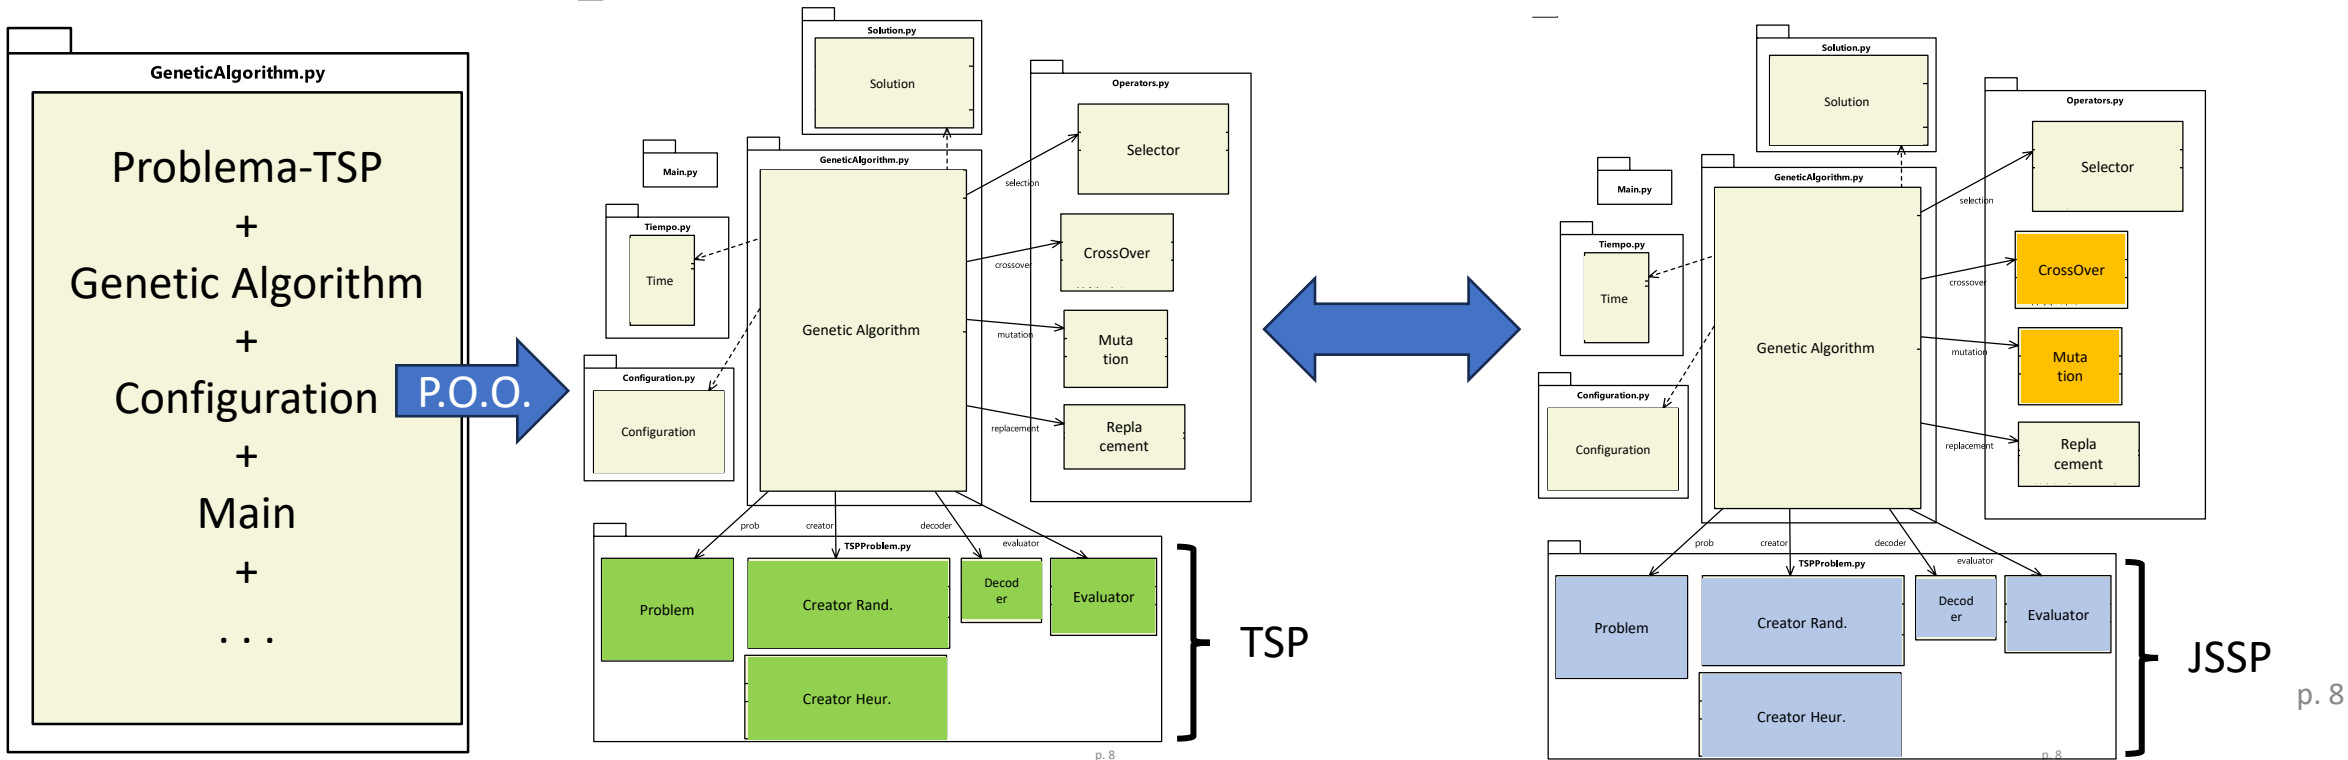 GeneticAlgorithm.py
Problema-TSP
+
Genetic Algorithm
+
Configuration
+
Main
+
. . .
P.O.O.
Solution.py
Solution
Operators.py
Selector
CrossOver
Muta
tion
Repla
cement
Main.py
GeneticAlgorithm.py
Genetic Algorithm
selection
crossover
mutation
replacement
Tiempo.py
Time
Configuration.py
Configuration
prob
creator
decoder
evaluator
TSPProblem.py
Problem
Creator Rand.
Decod
er
Evaluator
Creator Heur.
TSP
p. 8
Solution.py
Solution
Operators.py
Selector
CrossOver
Muta
tion
Repla
cement
Main.py
GeneticAlgorithm.py
Genetic Algorithm
selection
crossover
mutation
replacement
Tiempo.py
Time
Configuration.py
Configuration
prob
creator
decoder
evaluator
TSPProblem.py
Problem
Creator Rand.
Decod
er
Evaluator
Creator Heur.
JSSP
p. 8
p. 8